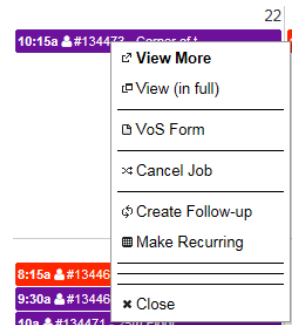 22
10:15a #134473 - Corner of t
View More
View (in full)
VoS Form
Cancel Job
Create Follow-up
Make Recurring
8:15a #13446
9:30a #13446
Close
10a #134471